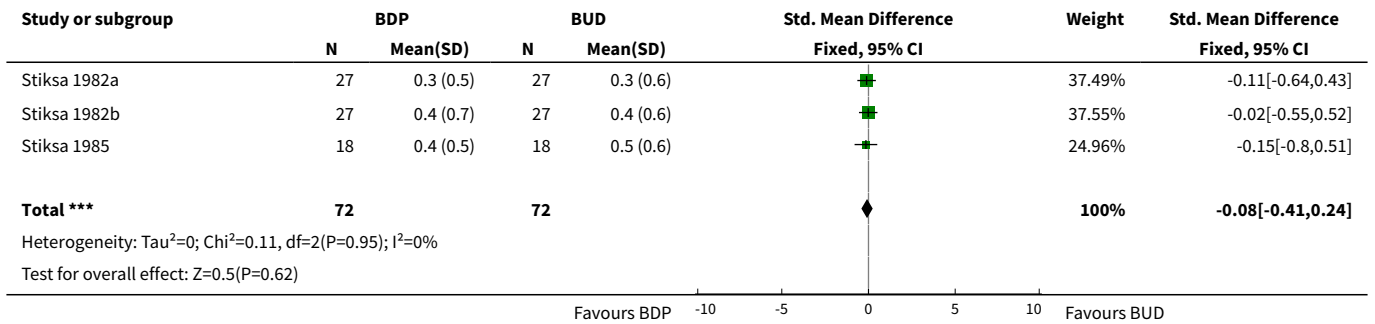 Study or subgroup BDP BUD Std. Mean Difference Weight Std. Mean Difference
N Mean(SD) N Mean(SD) Fixed, 95% CI Fixed, 95% CI
Stiksa 1982a 27 0.3 (0.5) 27 0.3 (0.6) 37.49% -0.11[-0.64,0.43]
Stiksa 1982b 27 0.4 (0.7) 27 0.4 (0.6) 37.55% -0.02[-0.55,0.52]
Stiksa 1985 18 0.4 (0.5) 18 0.5 (0.6) 24.96% -0.15[-0.8,0.51]
Total *** 72 72 100% -0.08[-0.41,0.24]
Heterogeneity: Tau²=0; Chi²=0.11, df=2(P=0.95); I²=0%
Test for overall effect: Z=0.5(P=0.62)
Favours BDP -10 -5 0 5 10 Favours BUD